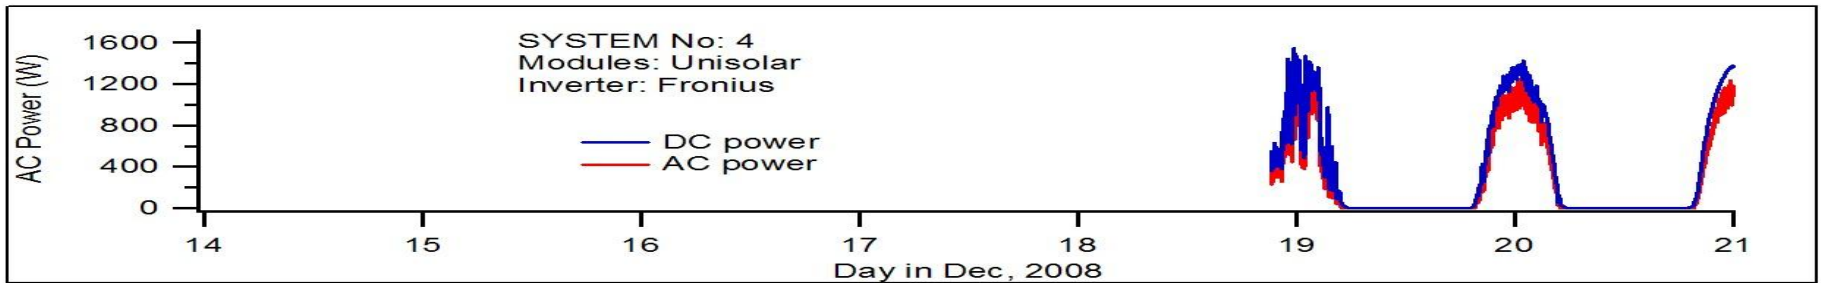 AC Power (W)
1600
1200
800
400
0
SYSTEM No: 4
Modules: Unisolar
Inverter: Fronius
DC power
AC power
14 15 16 17 18 19 20 21
Day in Dec, 2008